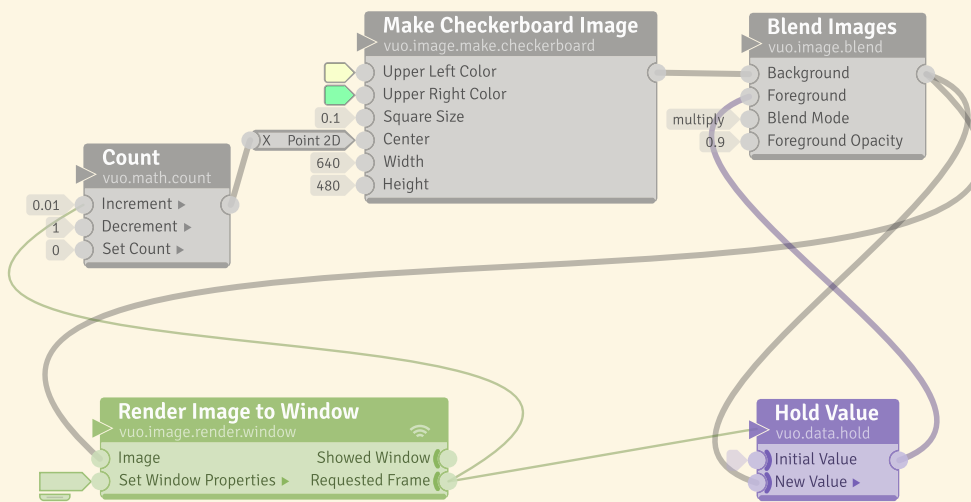 Make Checkerboard Image
vuo.image.make.checkerboard
Upper Left Color
Upper Right Color
0.1 Square Size
X Point 2D Center
640 Width
480 Height
Blend Images
vuo.image.blend
Background
Foreground
multiply Blend Mode
0.9 Foreground Opacity
Count
vuo.math.count
0.01 Increment ▸
1 Decrement ▸
0 Set Count ▸
Render Image to Window
vuo.image.render.window
Image Showed Window
Set Window Properties ▸ Requested Frame
Hold Value
vuo.data.hold
Initial Value
New Value ▸